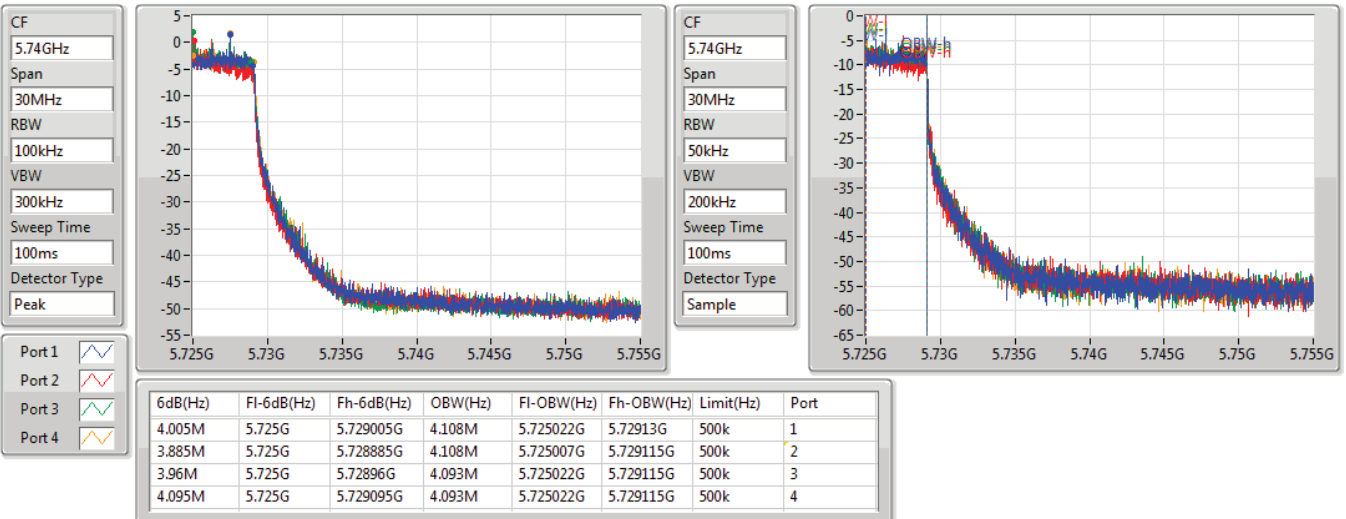 CF
5.74GHz
Span
30MHz
RBW
100kHz
VBW
300kHz
Sweep Time
100ms
Detector Type
Peak
5
0
-5
-10
-15
-20
-25
-30
-35
-40
-45
-50
-55
5.725G 5.73G 5.735G 5.74G 5.745G 5.75G 5.755G
CF
5.74GHz
Span
30MHz
RBW
50kHz
VBW
200kHz
Sweep Time
100ms
Detector Type
Sample
0
-5
-10
-15
-20
-25
-30
-35
-40
-45
-50
-55
-60
-65
OBW-h
5.725G 5.73G 5.735G 5.74G 5.745G 5.75G 5.755G
Port 1
Port 2
Port 3
Port 4
6dB(Hz) Fl-6dB(Hz) Fh-6dB(Hz) OBW(Hz) Fl-OBW(Hz) Fh-OBW(Hz) Limit(Hz) Port
4.005M 5.725G 5.729005G 4.108M 5.725022G 5.72913G 500k 1
3.885M 5.725G 5.728885G 4.108M 5.725007G 5.729115G 500k 2
3.96M 5.725G 5.72896G 4.093M 5.725022G 5.729115G 500k 3
4.095M 5.725G 5.729095G 4.093M 5.725022G 5.729115G 500k 4